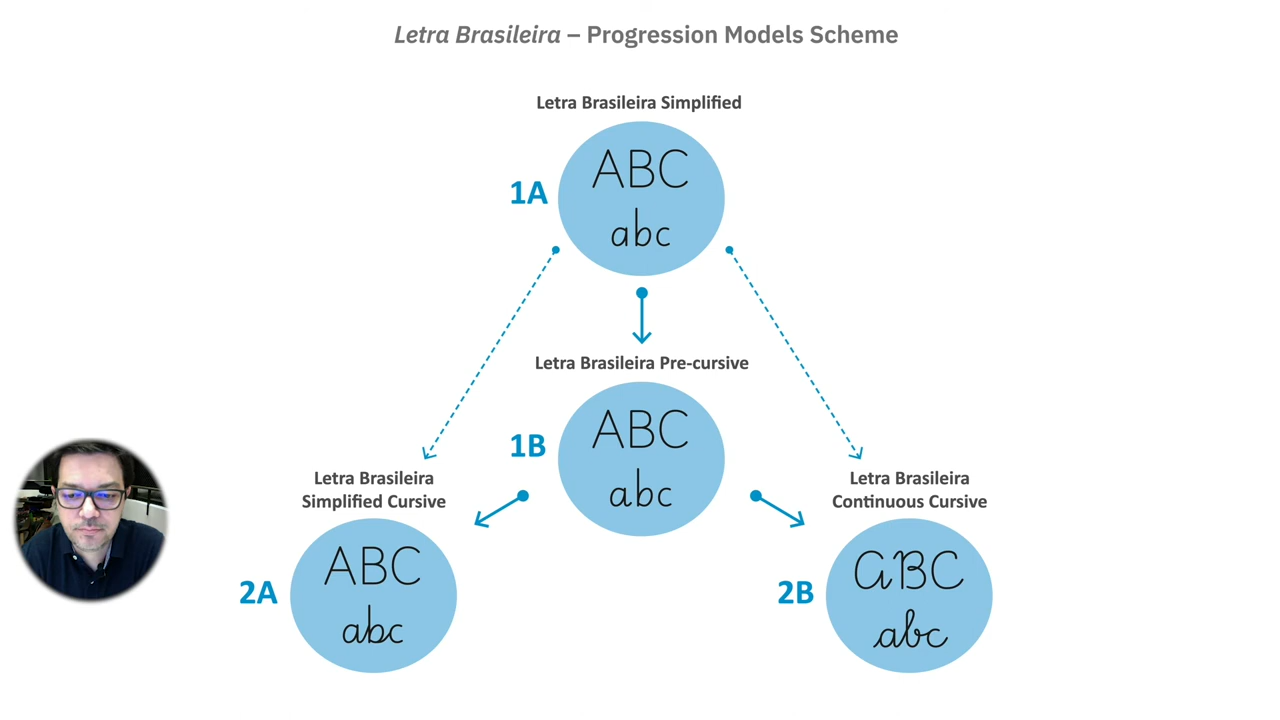 Letra Brasileira – Progression Models Scheme
Letra Brasileira Simplified
1A
ABC
abc
Letra Brasileira Pre-cursive
1B
ABC
abc
Letra Brasileira
Simplified Cursive
2A
ABC
abc
Letra Brasileira
Continuous Cursive
2B
ABC
abc